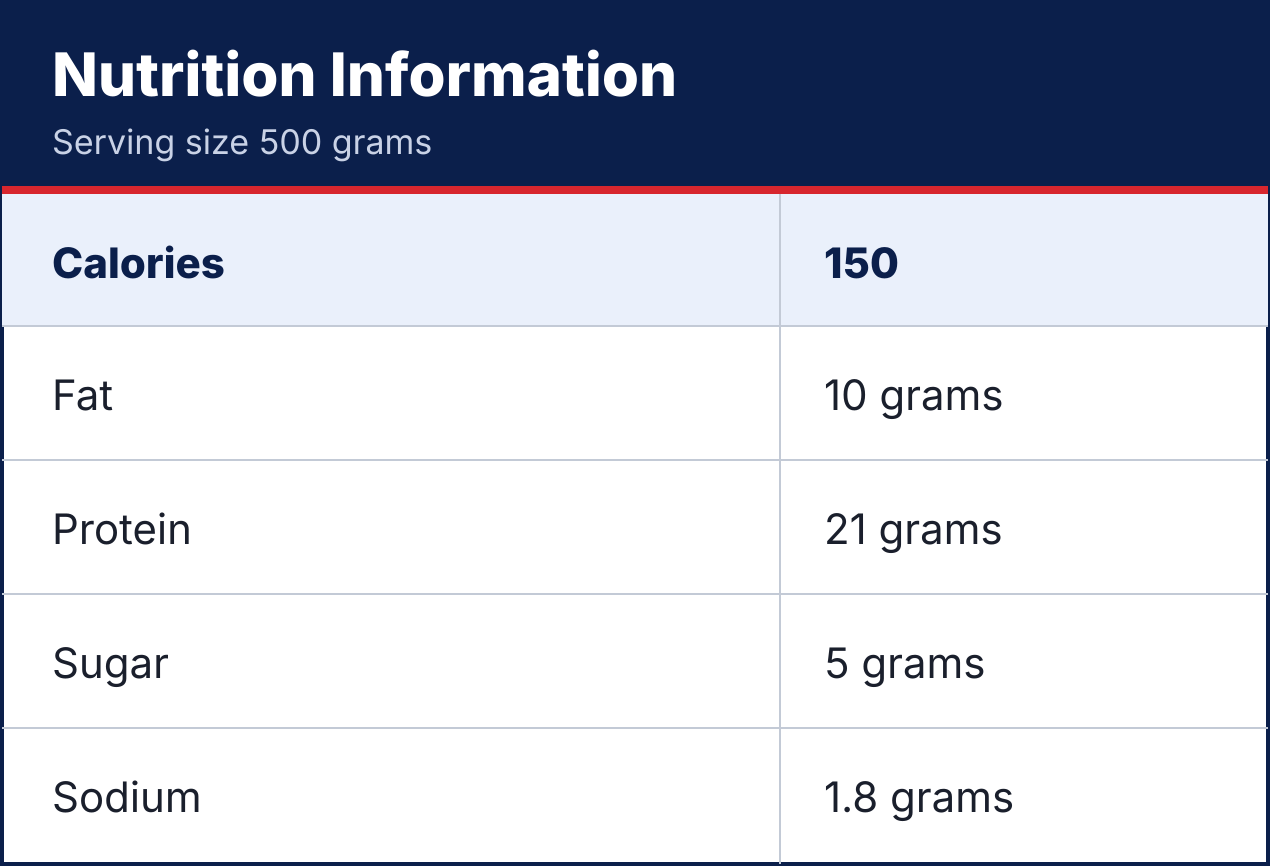 Nutrition Information
Serving size 500 grams
Calories 150
Fat 10 grams
Protein 21 grams
Sugar 5 grams
Sodium 1.8 grams